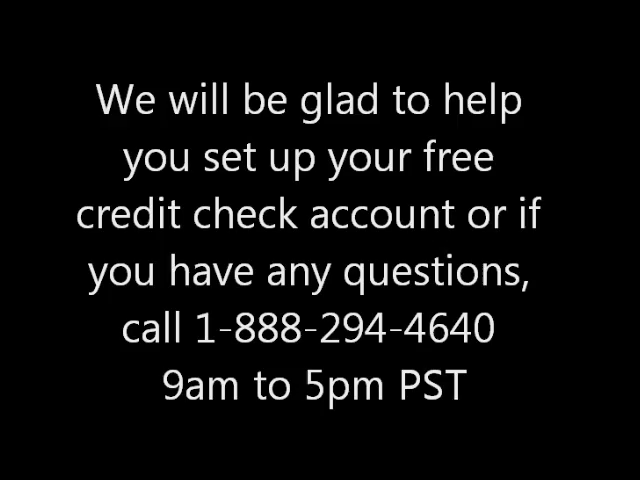 We will be glad to help
you set up your free
credit check account or if
you have any questions,
call 1-888-294-4640
9am to 5pm PST